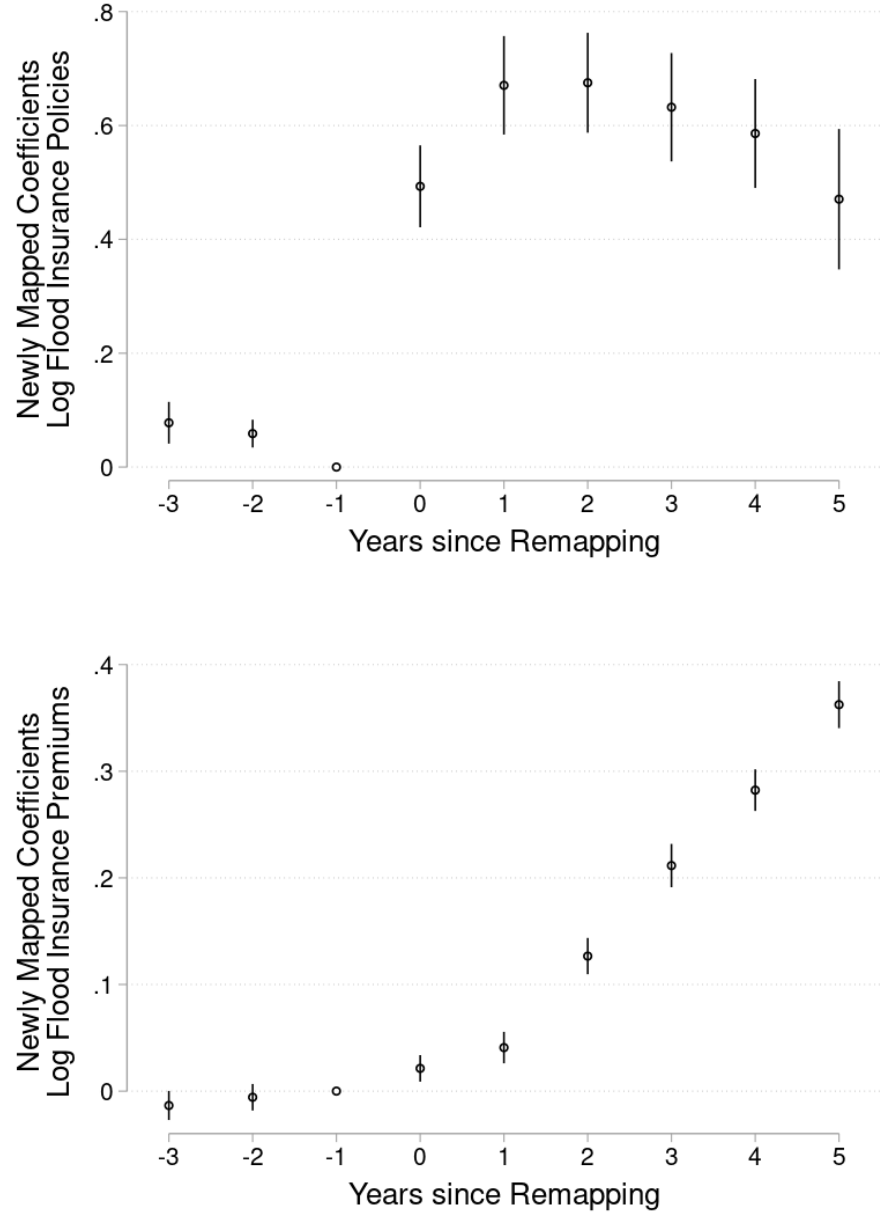 Newly Mapped Coefficients
Log Flood Insurance Policies
.8
.6
.4
.2
0
-3 -2 -1 0 1 2 3 4 5
Years since Remapping
Newly Mapped Coefficients
Log Flood Insurance Premiums
.4
.3
.2
.1
0
-3 -2 -1 0 1 2 3 4 5
Years since Remapping